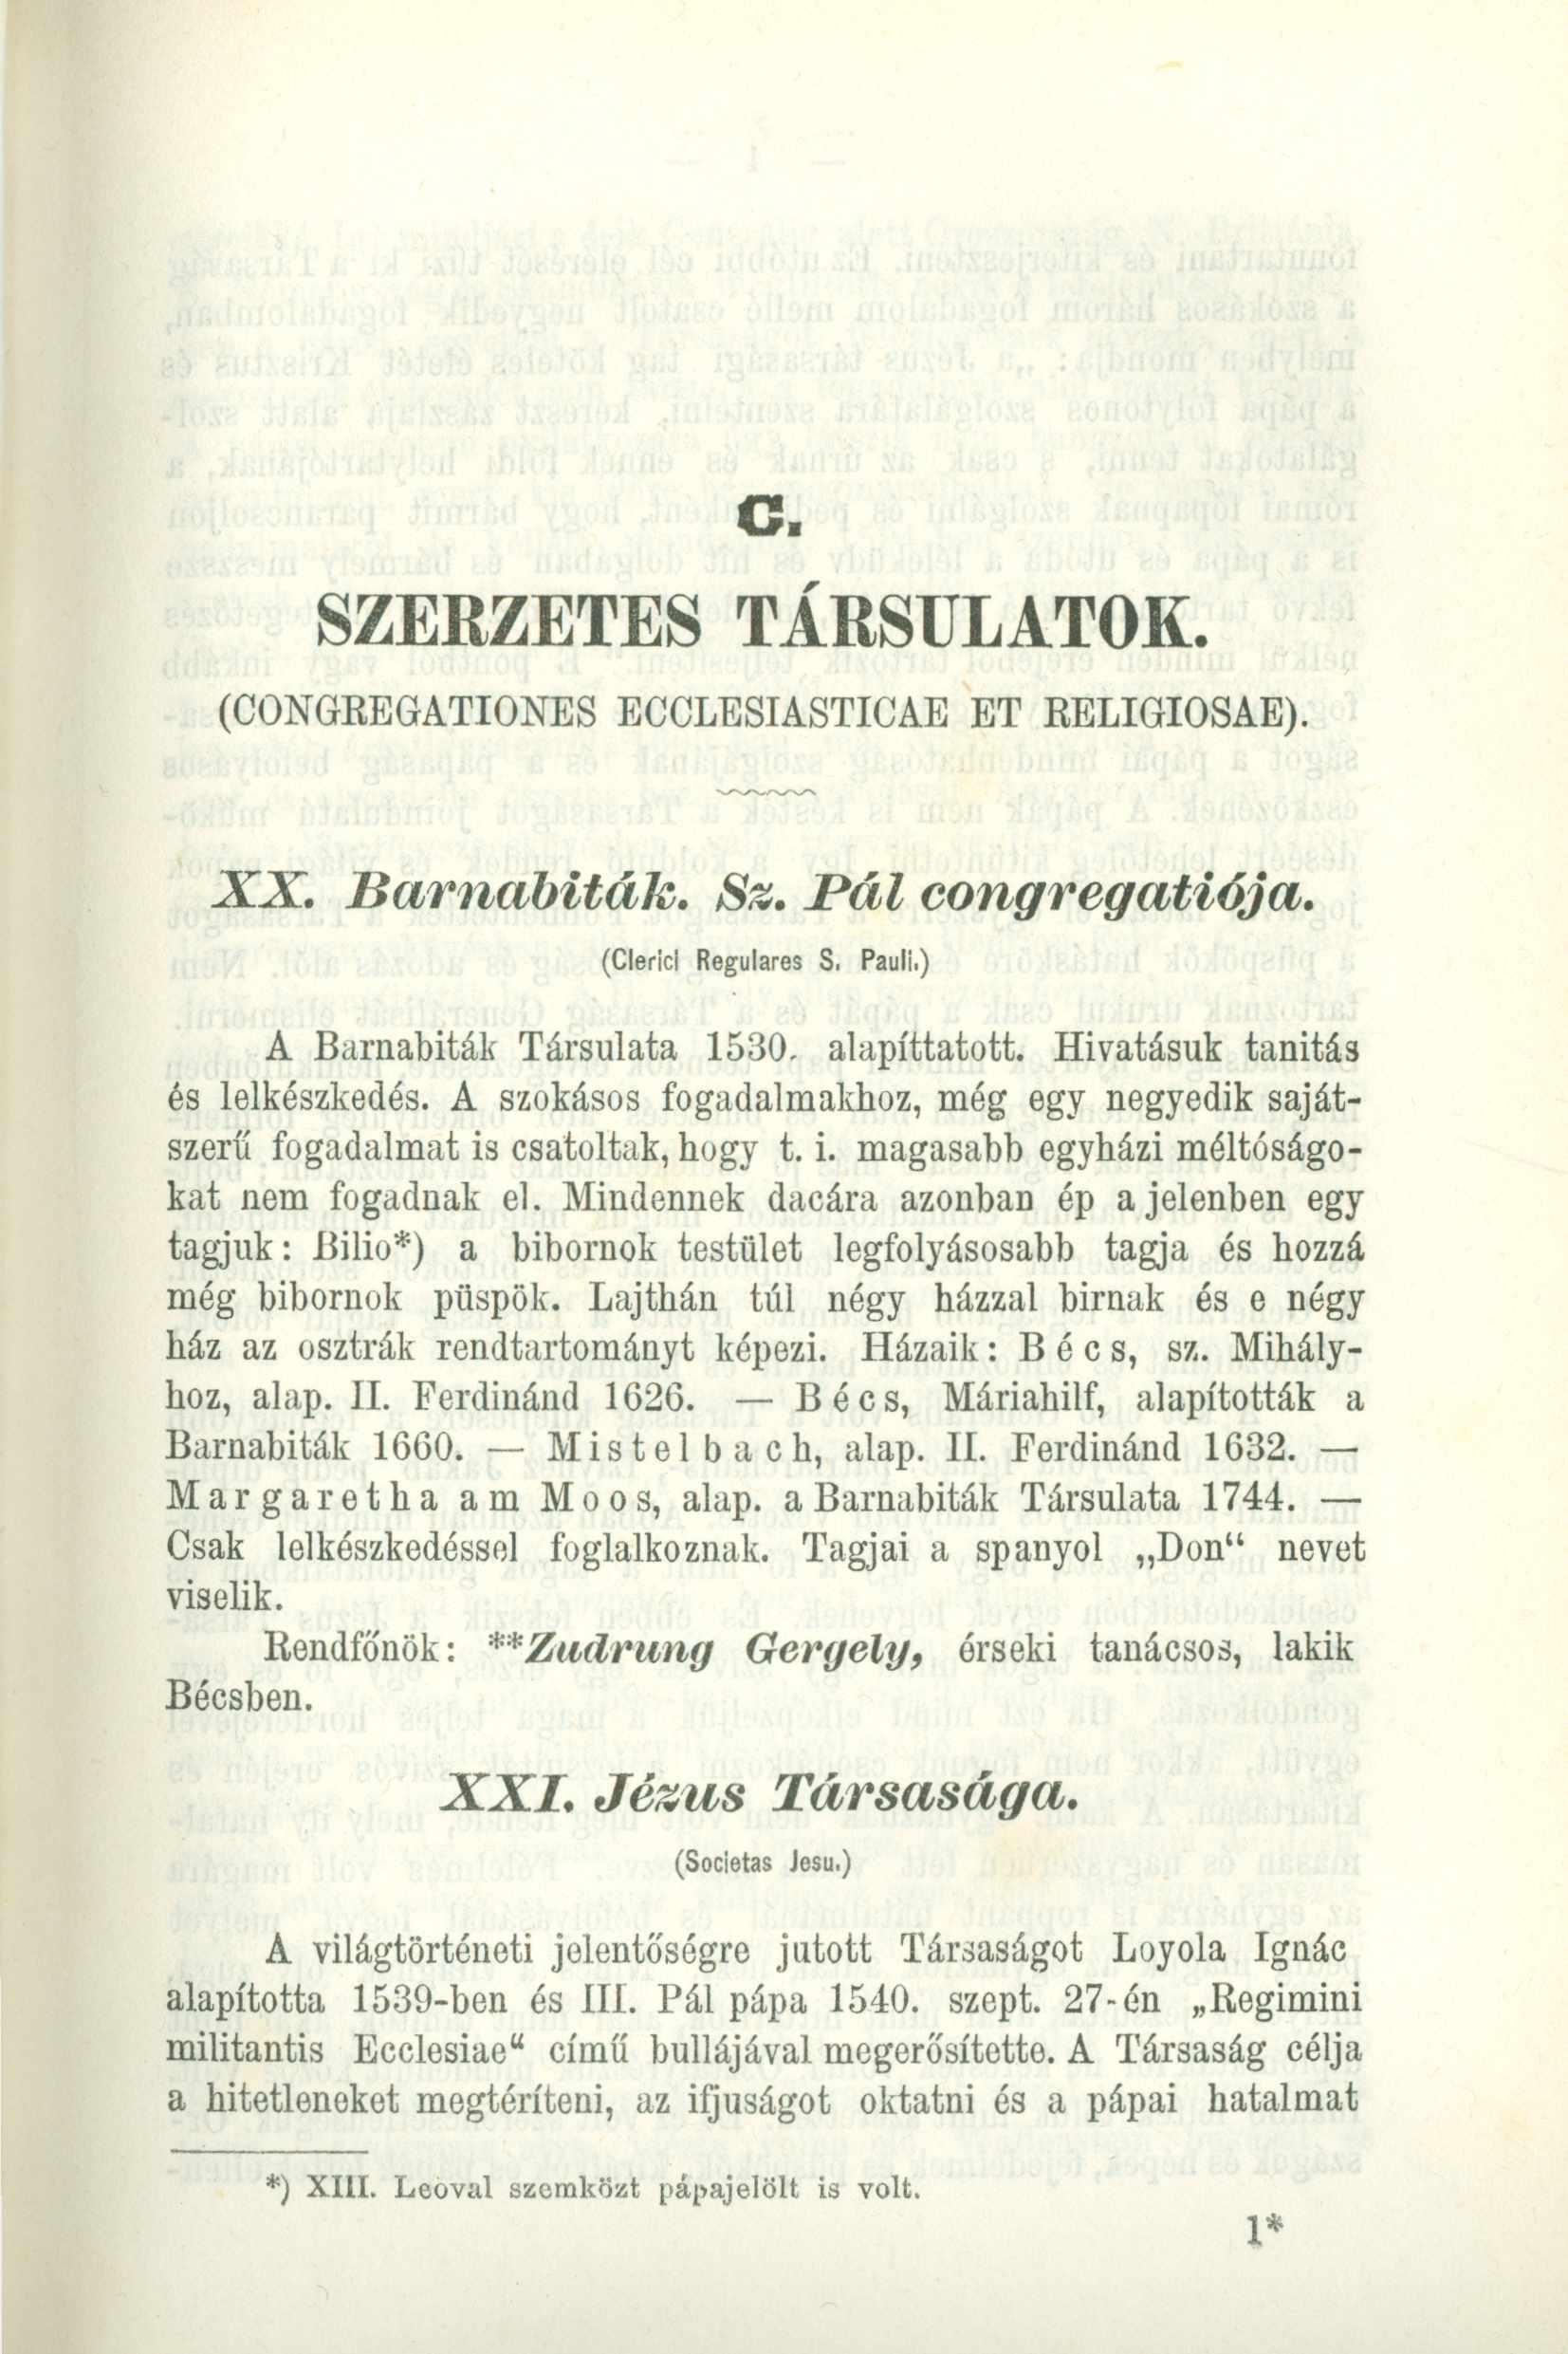 C.
SZERZETES TÁRSULATOK.
(CONGREGATIONES ECCLESIASTICAE ET RELIGIOSAE).
XX. Barnabiták. Sz. Pál congregatiója.
(Clerici Regulares S. Pauli.)
A Barnabiták Társulata 1530. alapíttatott. Hivatásuk tanitás
és lelkészkedés. A szokásos fogadalmakhoz, még egy negyedik saját-
szerű fogadalmat is csatoltak, hogy t. i. magasabb egyházi méltóságo-
kat nem fogadnak el. Mindennek dacára azonban ép a jelenben egy
tagjuk: Bilio*) a bibornok testület legfolyásosabb tagja és hozzá
még bibornok püspök. Lajthán túl négy házzal birnak és e négy
ház az osztrák rendtartományt képezi. Házaik: Bécs, sz. Mihály-
hoz, alap. II. Ferdinánd 1626. — Bécs, Máriahilf, alapították a
Barnabiták 1660. — Mistelbach, alap. II. Ferdinánd 1632. —
Margaretha am Moos, alap. a Barnabiták Társulata 1744. —
Csak lelkészkedéssel foglalkoznak. Tagjai a spanyol „Don“ nevet
viselik.
Rendfőnök: **Zudrung Gergely, érseki tanácsos, lakik
Bécsben.
XXI. Jézus Társasága.
(Societas Jesu.)
A világtörténeti jelentőségre jutott Társaságot Loyola Ignác
alapította 1539-ben és III. Pál pápa 1540. szept. 27-én „Regimini
militantis Ecclesiae“ című bullájával megerősítette. A Társaság célja
a hitetleneket megtéríteni, az ifjuságot oktatni és a pápai hatalmat
*) XIII. Leoval szemközt pápajelölt is volt.
1*